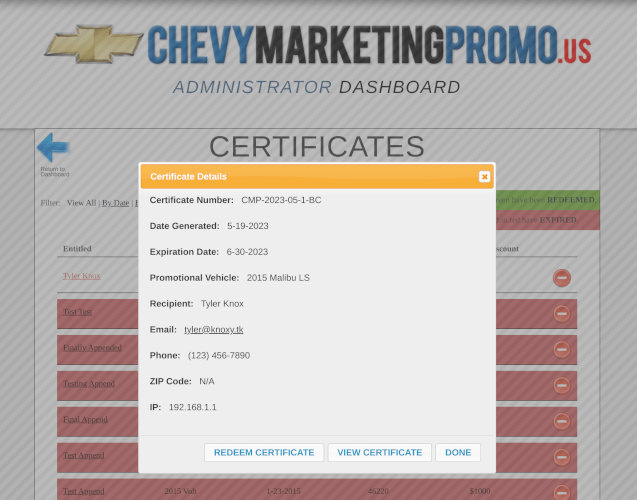 CHEVYMARKETINGPROMO.US
ADMINISTRATOR DASHBOARD
Return to
Dashboard
CERTIFICATES
Filter: View All | By Date |
have been REDEEMED.
in red have EXPIRED.
Certificate Details
Certificate Number: CMP-2023-05-1-BC
Date Generated: 5-19-2023
Expiration Date: 6-30-2023
Promotional Vehicle: 2015 Malibu LS
Recipient: Tyler Knox
Email: tyler@knoxy.tk
Phone: (123) 456-7890
ZIP Code: N/A
IP: 192.168.1.1
REDEEM CERTIFICATE VIEW CERTIFICATE DONE
Entitled
Tyler Knox
Test Test
Finally Appended
Testing Append
Final Append
Test Append
Test Append 2015 Volt 1-23-2015 46220 $1000